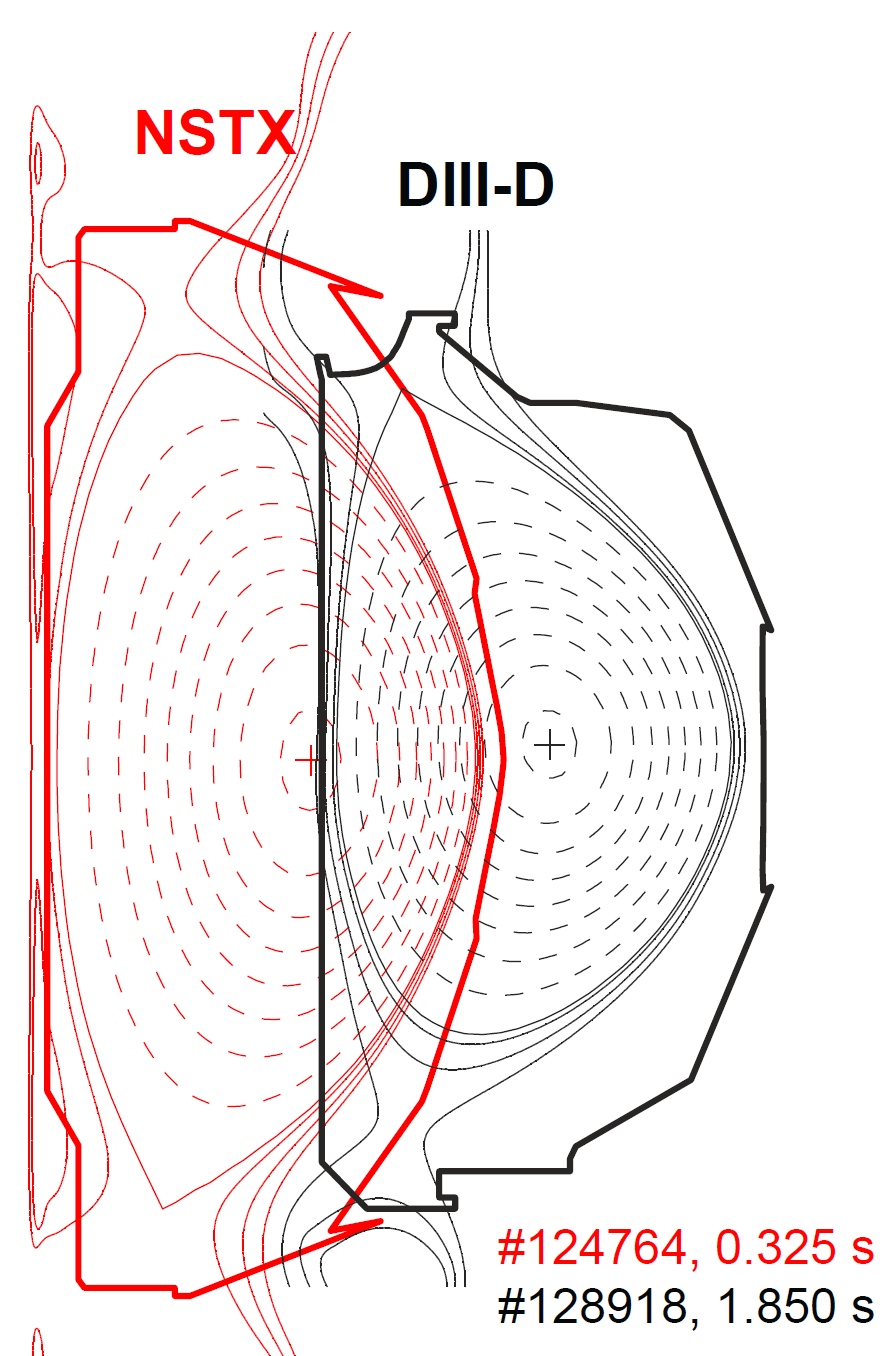 NSTX
DIII-D
#124764, 0.325 s
#128918, 1.850 s